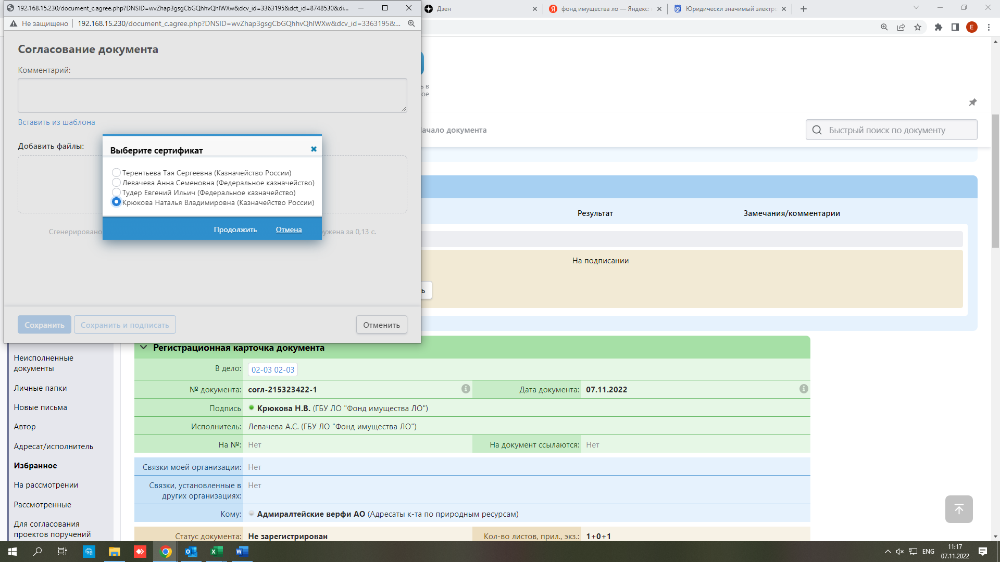 192.168.15.230/document_c.agree.php?DNSID=wvZhap3gsgCbGQhhvQhlWXw&dcv_id=3363195&dct_id=8748530&di...
Дзен
фонд имущества ло — Яндекс:
Юридически значимый электро
Не защищено
192.168.15.230/document_c.agree.php?DNSID=wvZhap3gsgCbGQhhvQhlWXw&dcv_id=3363195&...
E
Согласование документа
Комментарий:
ь в
ое
Вставить из шаблона
ачало документа
Быстрый поиск по документу
Добавить файлы:
Выберите сертификат
Терентьева Тая Сергеевна (Казначейство России)
Левачева Анна Семеновна (Федеральное казначейство)
Тудер Евгений Ильич (Федеральное казначейство)
Крюкова Наталья Владимировна (Казначейство России)
Продолжить
Отмена
Сгенерировано
ужена за 0,13 с.
Результат
Замечания/комментарии
На подписании
ь
Сохранить
Сохранить и подписать
Отменить
Регистрационная карточка документа
Неисполненные
документы
Личные папки
Новые письма
Автор
Адресат/исполнитель
Избранное
На рассмотрении
Рассмотренные
Для согласования
проектов поручений
В дело:
02-03 02-03
№ документа:
согл-215323422-1
Дата документа:
07.11.2022
Подпись
Крюкова Н.В. (ГБУ ЛО "Фонд имущества ЛО")
Исполнитель:
Левачева А.С. (ГБУ ЛО "Фонд имущества ЛО")
На №:
Нет
На документ ссылаются:
Нет
Связки моей организации:
Нет
Связки, установленные в
других организациях:
Нет
Кому:
Адмиралтейские верфи АО (Адресаты к-та по природным ресурсам)
Статус документа:
Не зарегистрирован
Кол-во листов, прил., экз.:
1+0+1
ENG
11:17
07.11.2022